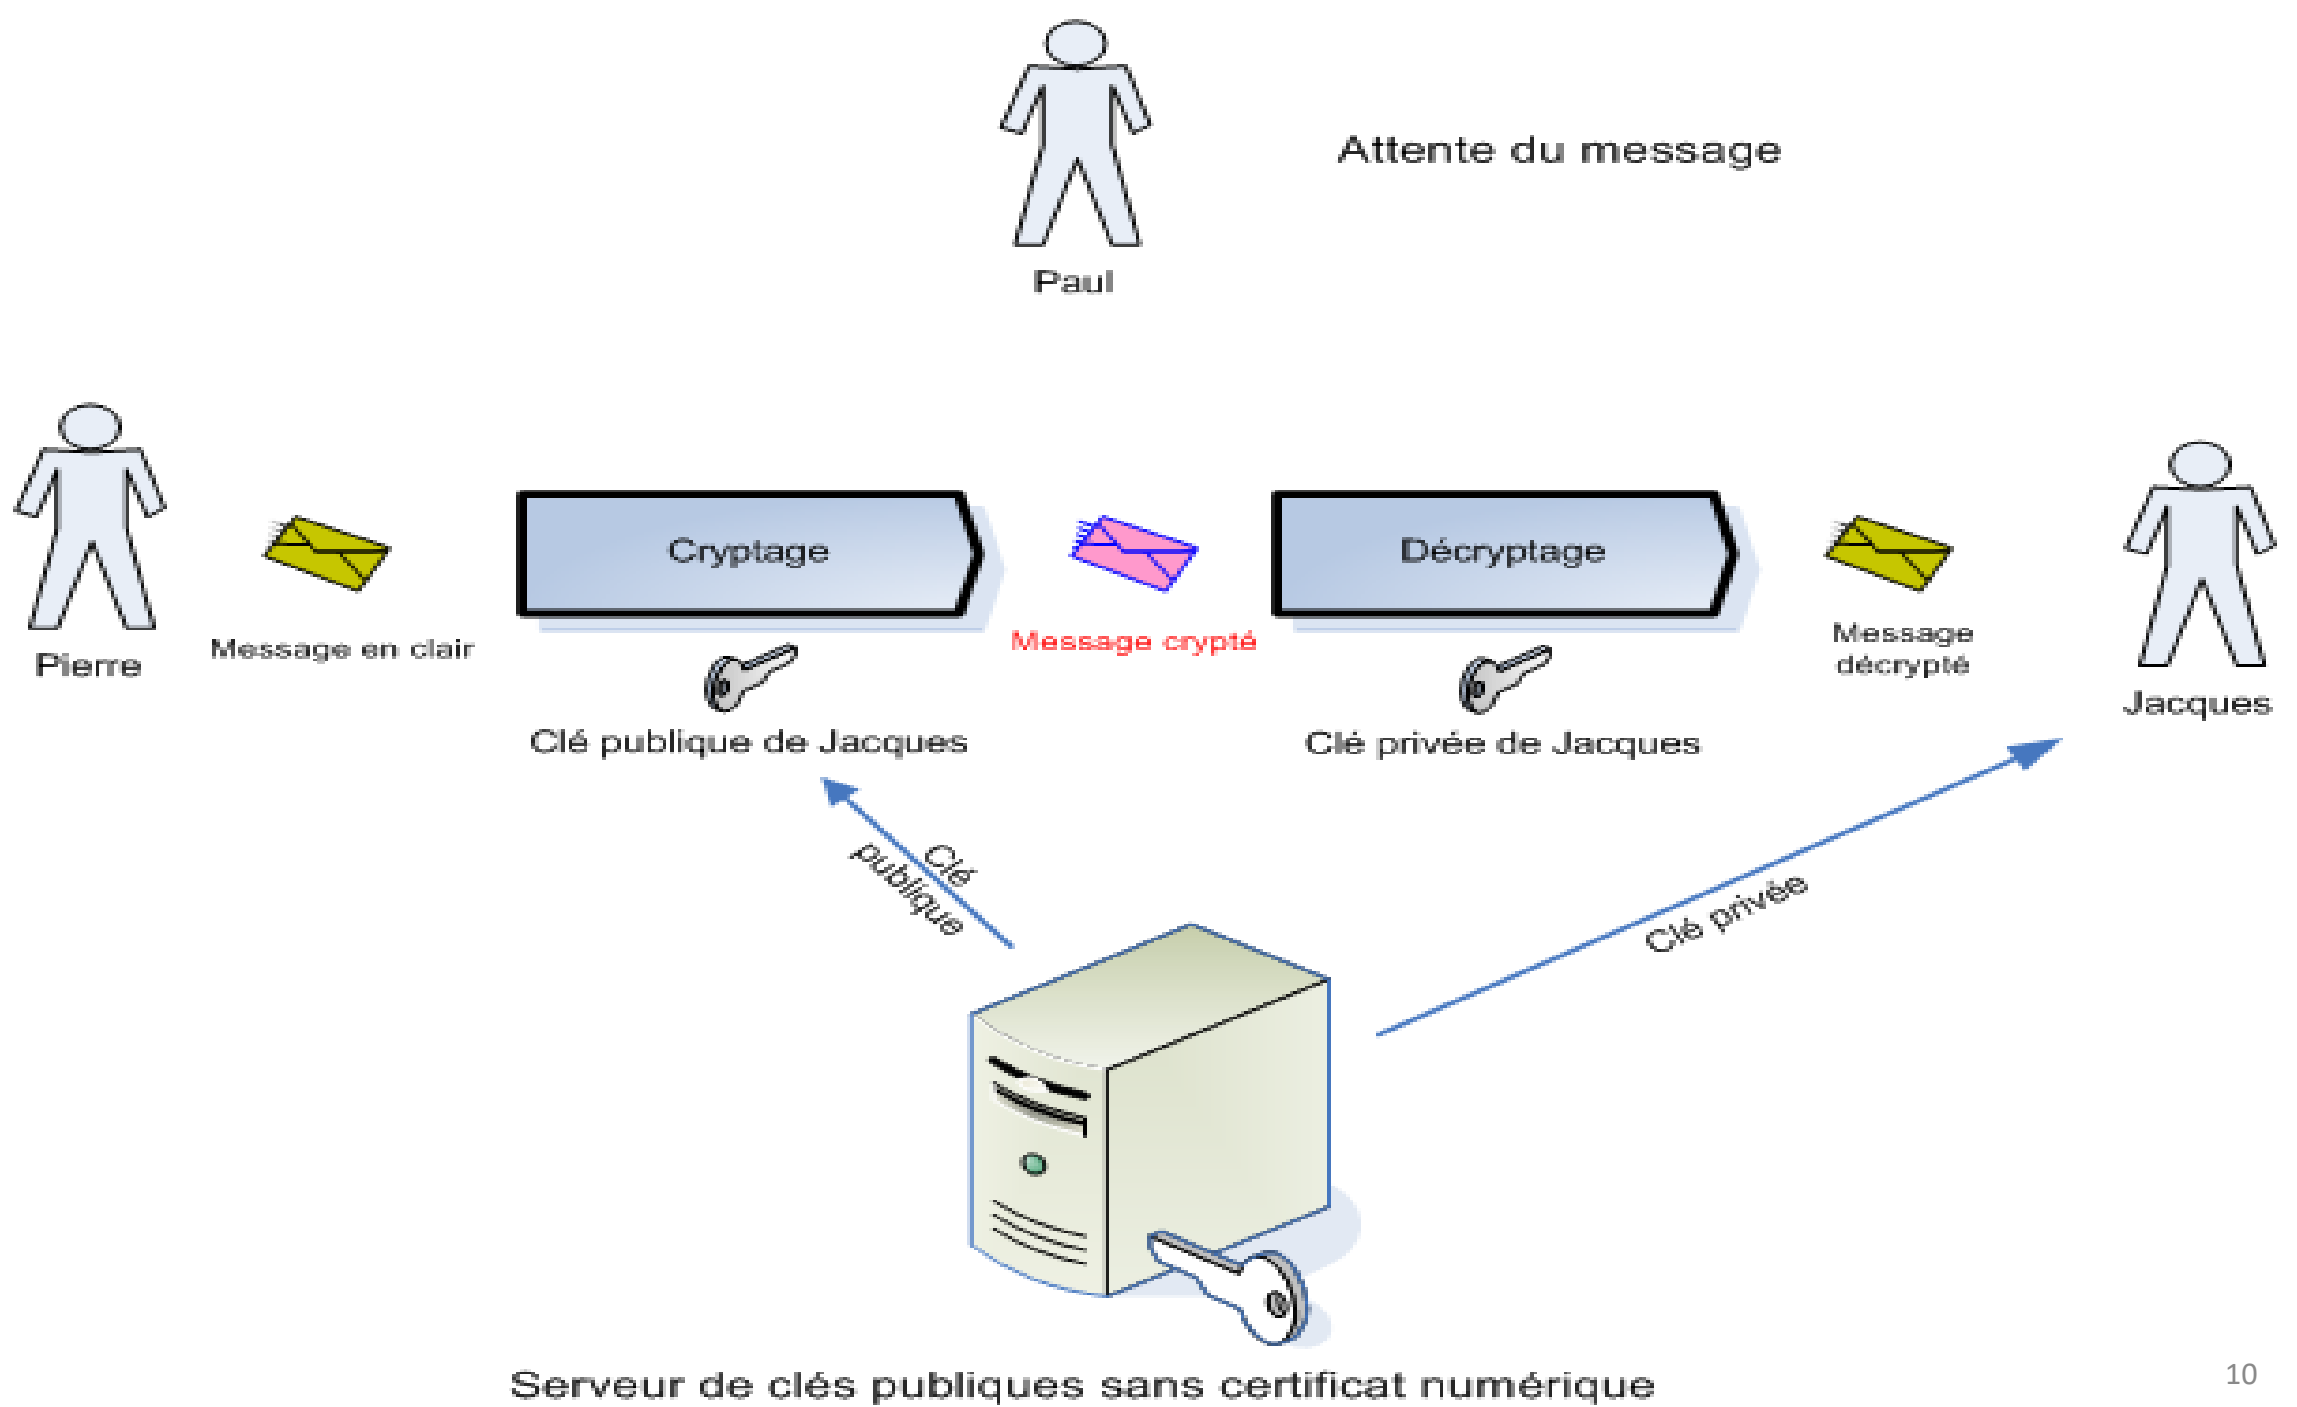 Attente du message
Paul
Cryptage
Décryptage
Message en clair
Message crypté
Message
décrypté
Pierre
Jacques
Clé publique de Jacques
Clé privée de Jacques
Clé
publique
Clé privée
Serveur de clés publiques sans certificat numérique
10